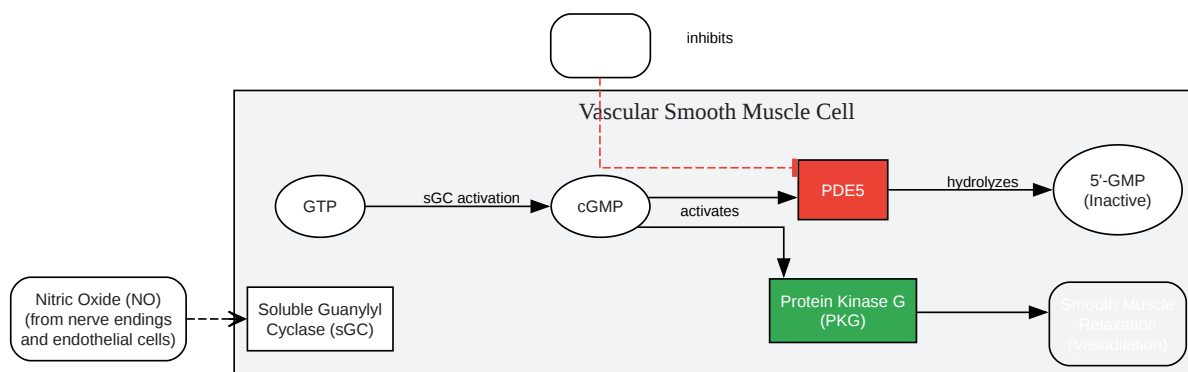 inhibits
Vascular Smooth Muscle Cell
GTP
sGC activation
cGMP
activates
PDE5
hydrolyzes
5'-GMP
(Inactive)
Nitric Oxide (NO)
(from nerve endings
and endothelial cells)
Soluble Guanylyl
Cyclase (sGC)
Protein Kinase G
(PKG)
Smooth Muscle
Relaxation
(Vasodilation)